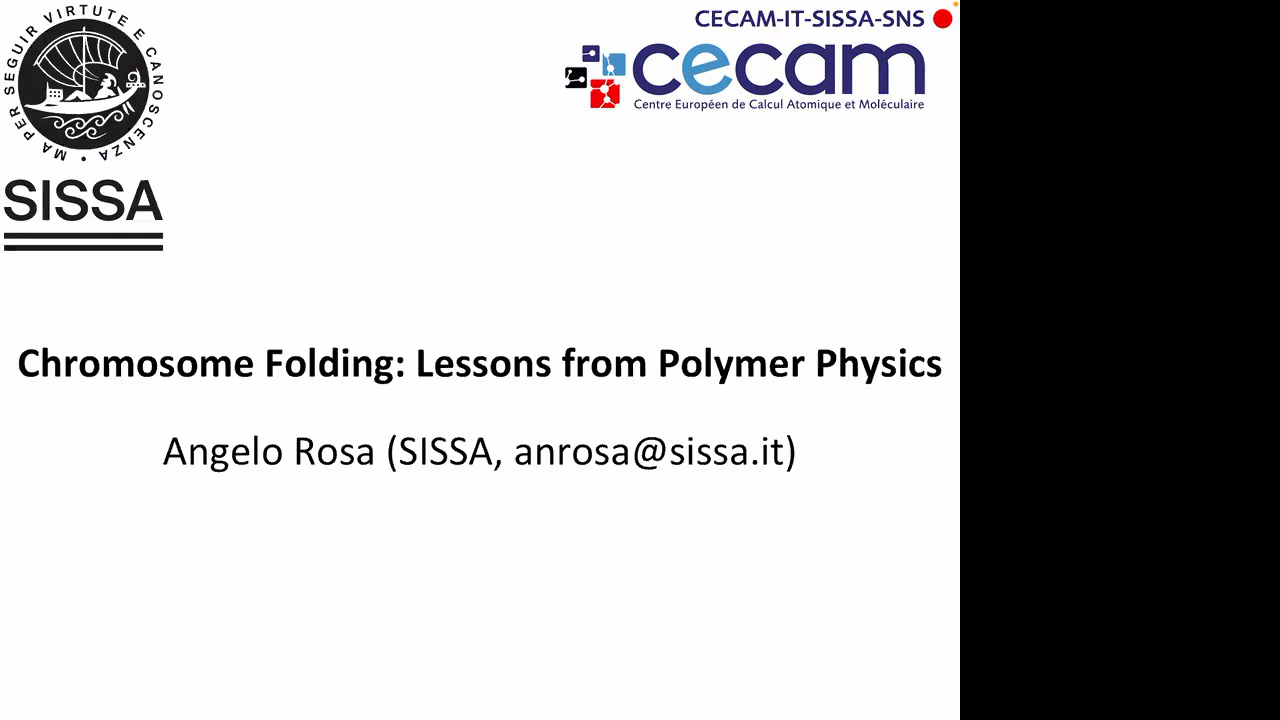 MA PER SEGUIR VIRTUTE E CANOSCENZA
SISSA
CECAM-IT-SISSA-SNS
cecam
Centre Européen de Calcul Atomique et Moléculaire
Chromosome Folding: Lessons from Polymer Physics
Angelo Rosa (SISSA, anrosa@sissa.it)